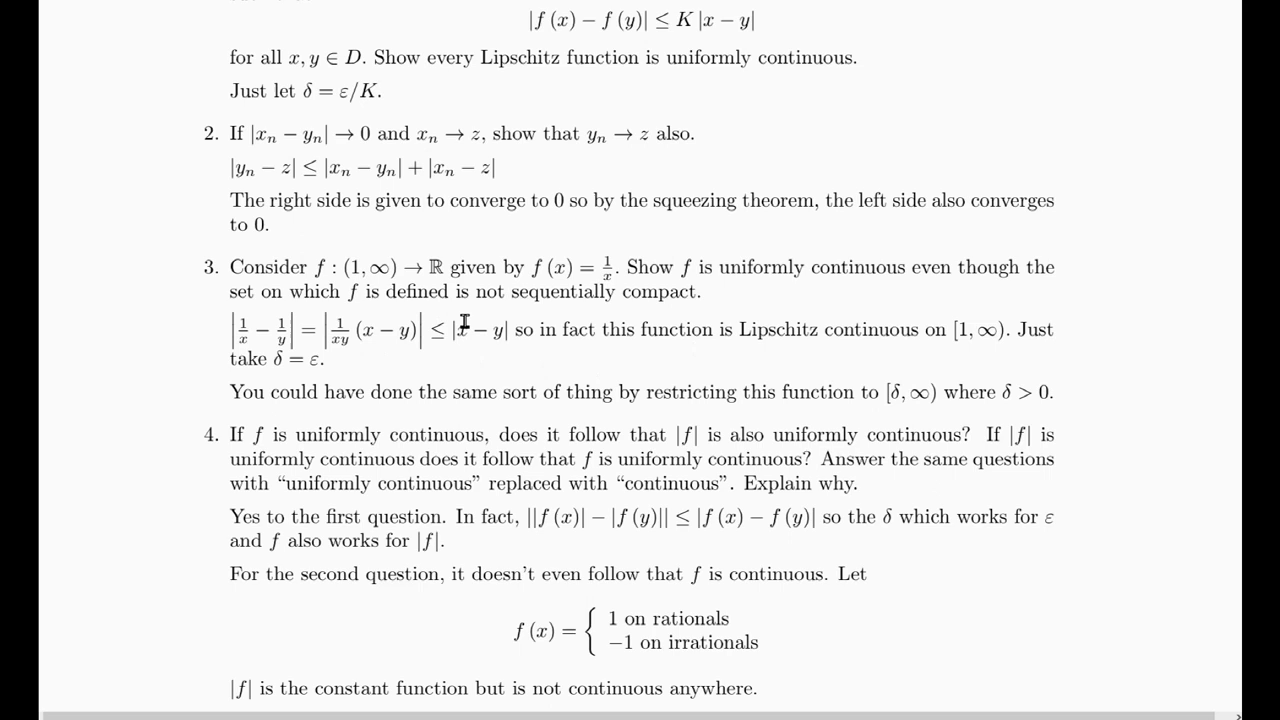 |f (x) − f (y)| ≤ K |x − y|
for all x, y ∈ D. Show every Lipschitz function is uniformly continuous.
Just let δ = ε/K.
2. If |xₙ − yₙ| → 0 and xₙ → z, show that yₙ → z also.
|yₙ − z| ≤ |xₙ − yₙ| + |xₙ − z|
The right side is given to converge to 0 so by the squeezing theorem, the left side also converges
to 0.
3. Consider f : (1, ∞) → ℝ given by f (x) = 1/x. Show f is uniformly continuous even though the
set on which f is defined is not sequentially compact.
|1/x − 1/y| = |1/xy (x − y)| ≤ |x − y| so in fact this function is Lipschitz continuous on [1, ∞). Just
take δ = ε.
You could have done the same sort of thing by restricting this function to [δ, ∞) where δ > 0.
4. If f is uniformly continuous, does it follow that |f| is also uniformly continuous? If |f| is
uniformly continuous does it follow that f is uniformly continuous? Answer the same questions
with “uniformly continuous” replaced with “continuous”. Explain why.
Yes to the first question. In fact, ||f (x)| − |f (y)|| ≤ |f (x) − f (y)| so the δ which works for ε
and f also works for |f|.
For the second question, it doesn't even follow that f is continuous. Let
f (x) = { 1 on rationals
−1 on irrationals
|f| is the constant function but is not continuous anywhere.